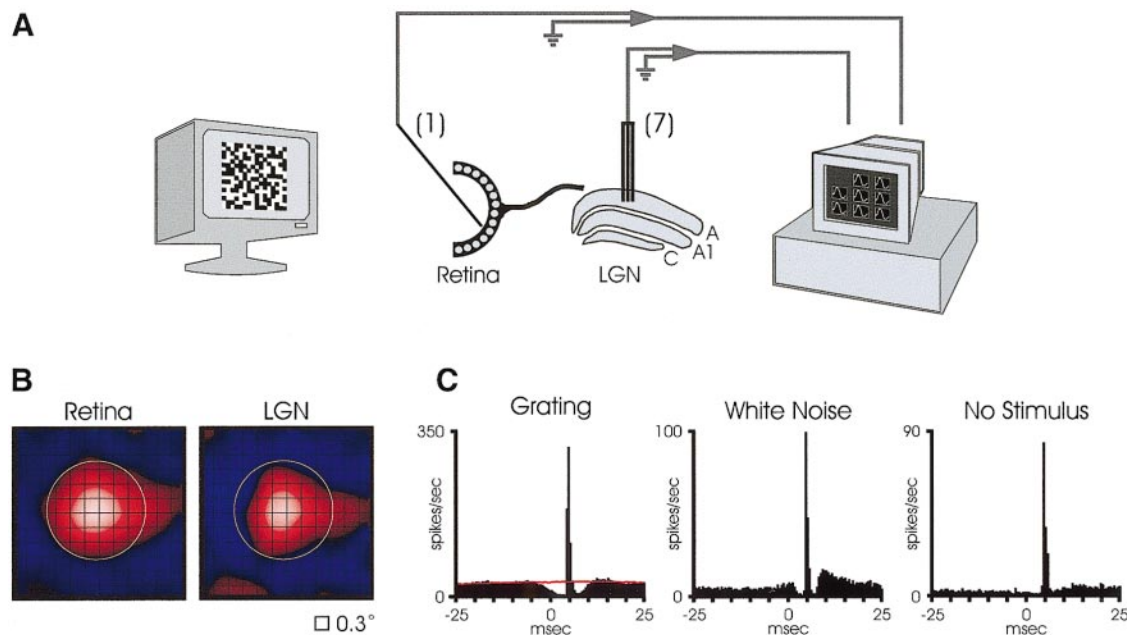 A
(1)
(7)
Retina
LGN
A
A1
C
B
Retina
LGN
0.3°
C
Grating
350
spikes/sec
0
-25
0
25
msec
White Noise
100
spikes/sec
0
-25
0
25
msec
No Stimulus
90
spikes/sec
0
-25
0
25
msec